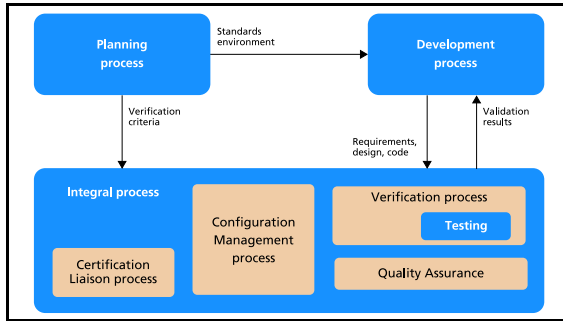 Planning
process
Standards
environment
Development
process
Verification
criteria
Requirements,
design, code
Validation
results
Integral process
Configuration
Management
process
Verification process
Testing
Certification
Liaison process
Quality Assurance